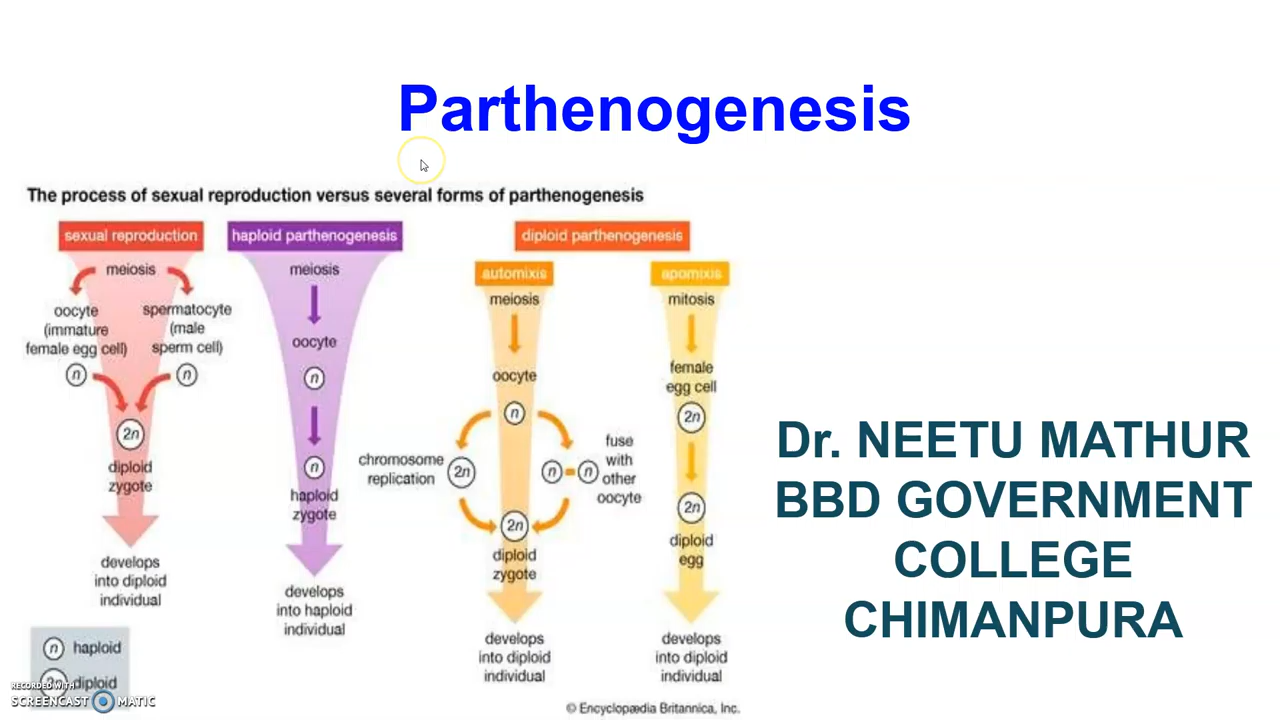 Parthenogenesis
The process of sexual reproduction versus several forms of parthenogenesis
sexual reproduction
meiosis
oocyte
(immature
female egg cell)
n
spermatocyte
(male
sperm cell)
n
2n
diploid
zygote
develops
into diploid
individual
haploid parthenogenesis
meiosis
oocyte
n
n
haploid
zygote
develops
into haploid
individual
diploid parthenogenesis
automixis
meiosis
oocyte
n
chromosome
replication
2n
n
n
fuse
with
other
oocyte
2n
diploid
zygote
develops
into diploid
individual
apomixis
mitosis
female
egg cell
2n
2n
diploid
egg
develops
into diploid
individual
n haploid
2n diploid
© Encyclopædia Britannica, Inc.
Dr. NEETU MATHUR
BBD GOVERNMENT
COLLEGE
CHIMANPURA
RECORDED WITH
SCREENCAST MATIC